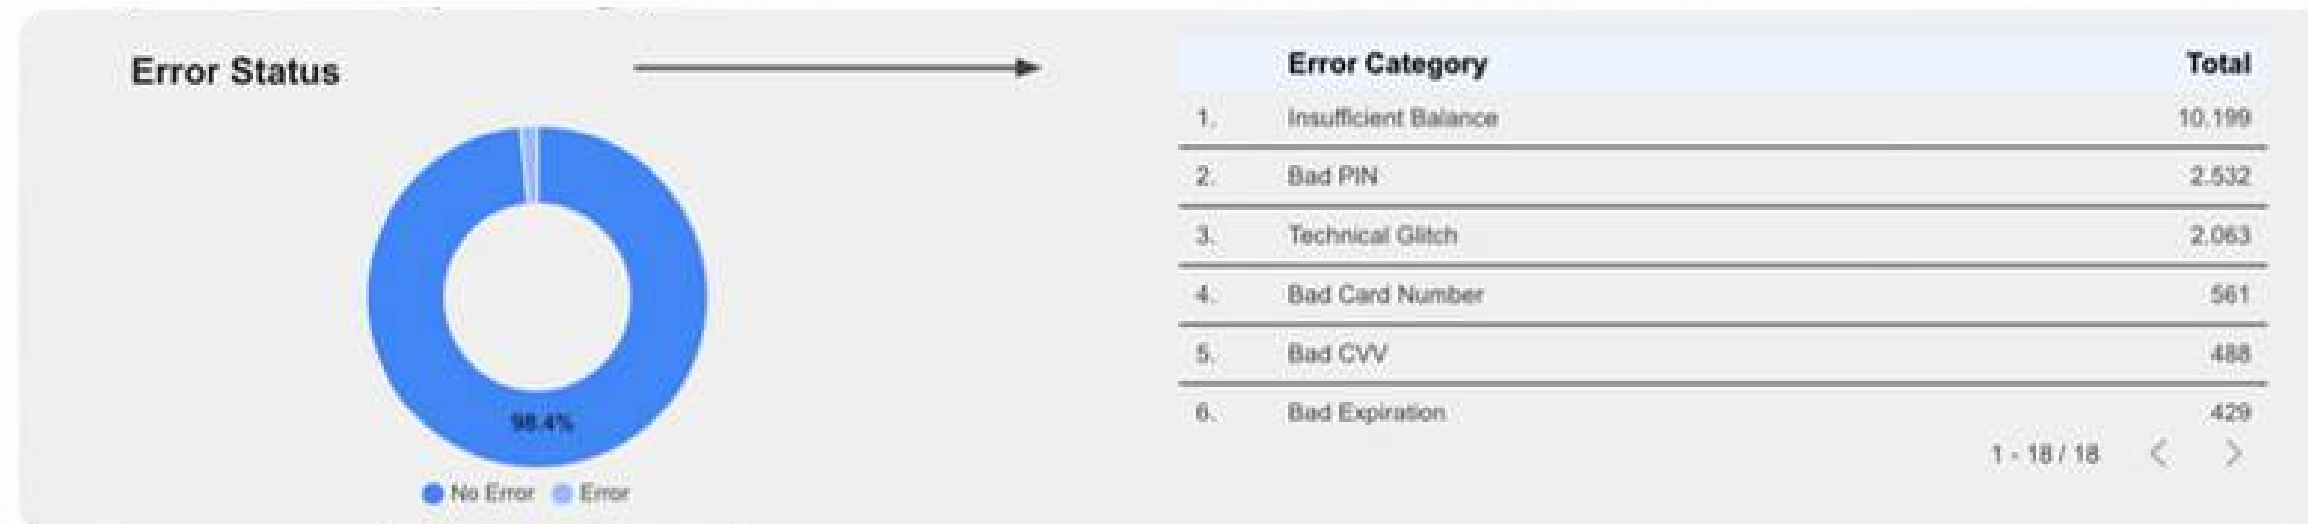 Error Status
98.4%
No Error Error
Error Category Total
1. Insufficient Balance 10.199
2. Bad PIN 2.532
3. Technical Glitch 2.063
4. Bad Card Number 561
5. Bad CVV 488
6. Bad Expiration 429
1 - 18 / 18